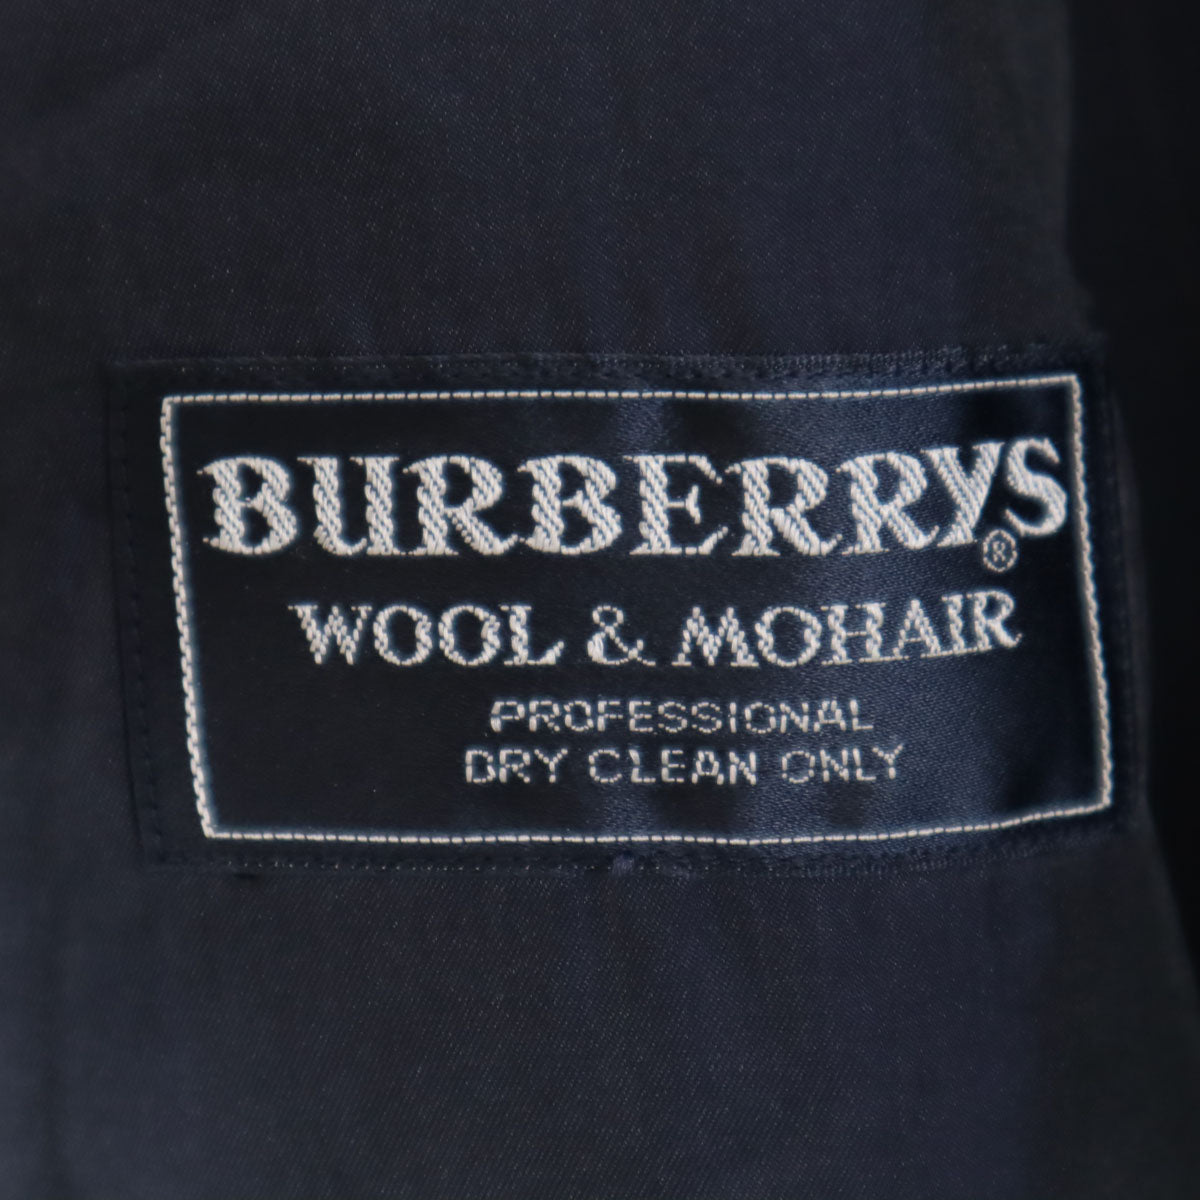 BURBERRYS®
WOOL & MOHAIR
PROFESSIONAL
DRY CLEAN ONLY